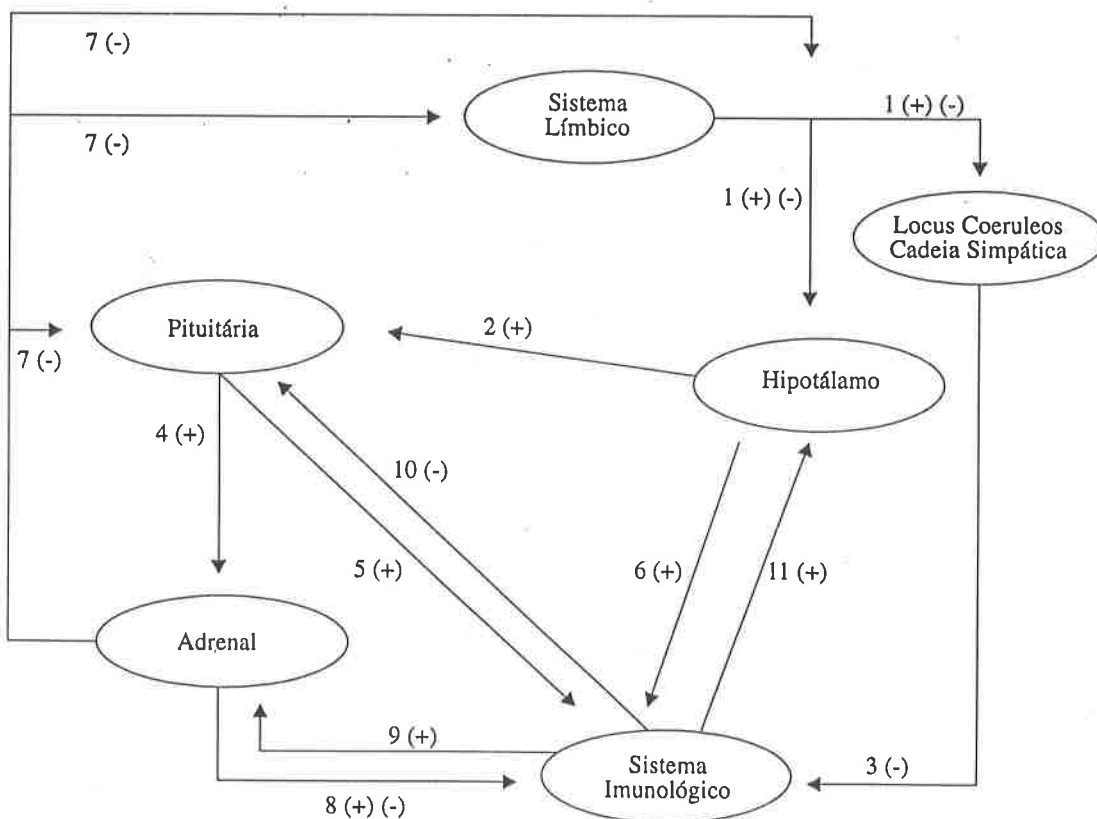 7 (-)
Sistema
Límbico
1 (+) (-)
7 (-)
1 (+) (-)
Locus Coeruleos
Cadeia Simpática
Pituitária
2 (+)
7 (-)
Hipotálamo
4 (+)
10 (-)
5 (+)
6 (+)
11 (+)
Adrenal
9 (+)
Sistema
Imunológico
3 (-)
8 (+) (-)